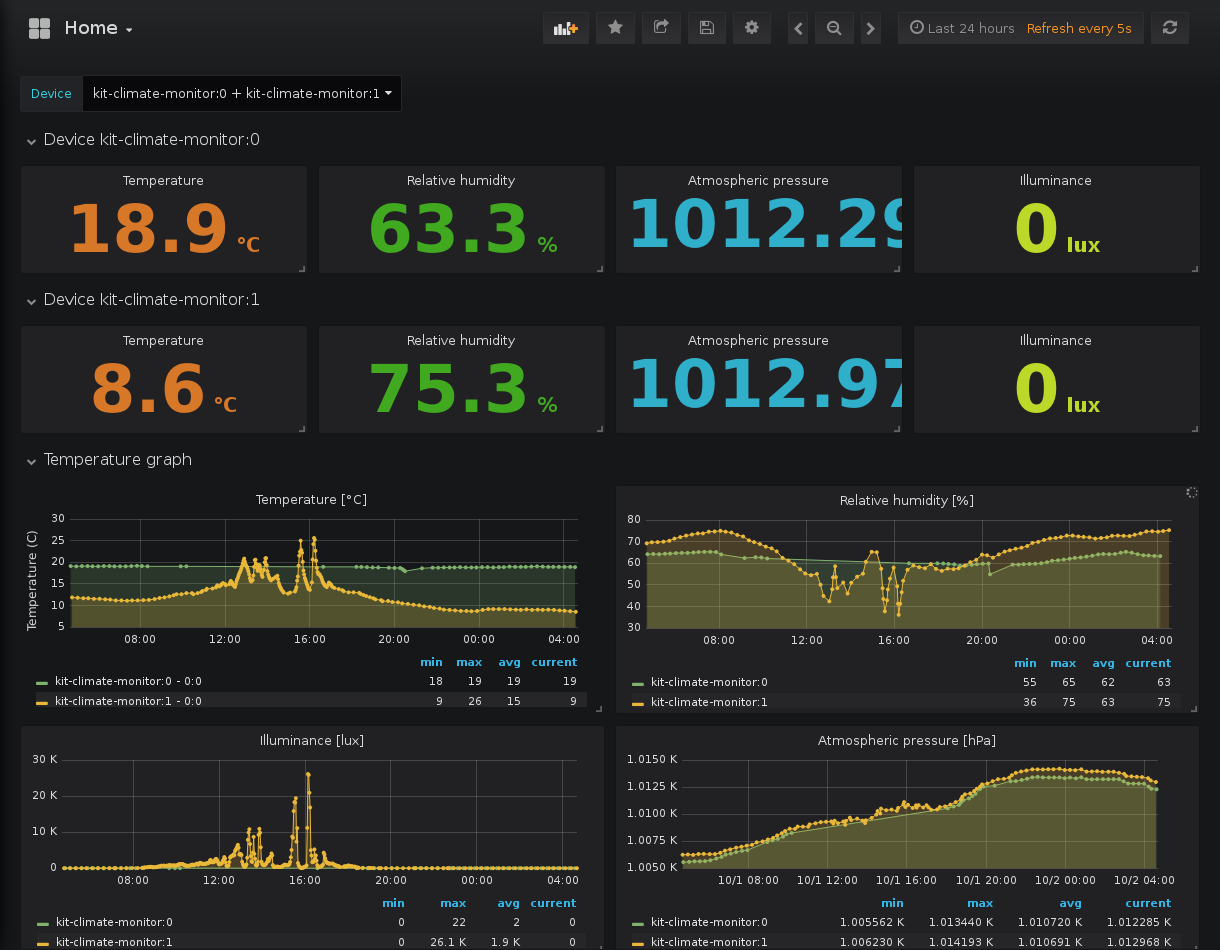 Home
Last 24 hours Refresh every 5s
Device kit-climate-monitor:0 + kit-climate-monitor:1
Device kit-climate-monitor:0
Temperature Relative humidity Atmospheric pressure Illuminance
18.9 °C 63.3 % 1012.29 0 lux
Device kit-climate-monitor:1
Temperature Relative humidity Atmospheric pressure Illuminance
8.6 °C 75.3 % 1012.97 0 lux
Temperature graph
Temperature [°C]
Temperature (C)
30
25
20
15
10
5
08:00 12:00 16:00 20:00 00:00 04:00
min max avg current
kit-climate-monitor:0 - 0:0 18 19 19 19
kit-climate-monitor:1 - 0:0 9 26 15 9
Relative humidity [%]
80
70
60
50
40
30
08:00 12:00 16:00 20:00 00:00 04:00
min max avg current
kit-climate-monitor:0 55 65 62 63
kit-climate-monitor:1 36 75 63 75
Illuminance [lux]
30 K
20 K
10 K
0
08:00 12:00 16:00 20:00 00:00 04:00
min max avg current
kit-climate-monitor:0 0 22 2 0
kit-climate-monitor:1 0 26.1 K 1.9 K 0
Atmospheric pressure [hPa]
1.0150 K
1.0125 K
1.0100 K
1.0075 K
1.0050 K
10/1 08:00 10/1 12:00 10/1 16:00 10/1 20:00 10/2 00:00 10/2 04:00
min max avg current
kit-climate-monitor:0 1.005562 K 1.013440 K 1.010720 K 1.012285 K
kit-climate-monitor:1 1.006230 K 1.014193 K 1.010691 K 1.012968 K